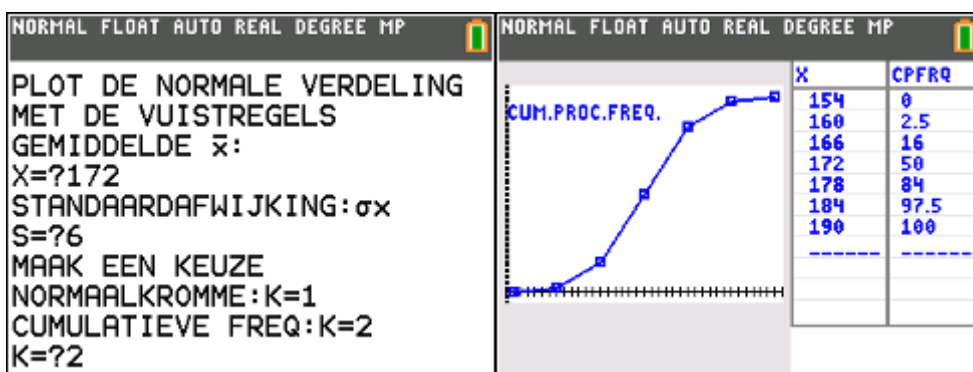 NORMAL FLOAT AUTO REAL DEGREE MP
PLOT DE NORMALE VERDELING
MET DE VUISTREGELS
GEMIDDELDE x̄:
X=?172
STANDAARDAFWIJKING:σx
S=?6
MAAK EEN KEUZE
NORMAALKROMME:K=1
CUMULATIEVE FREQ:K=2
K=?2
NORMAL FLOAT AUTO REAL DEGREE MP
CUM.PROC.FREQ.
X CPFRQ
154 0
160 2.5
166 16
172 50
178 84
184 97.5
190 100
------ ------